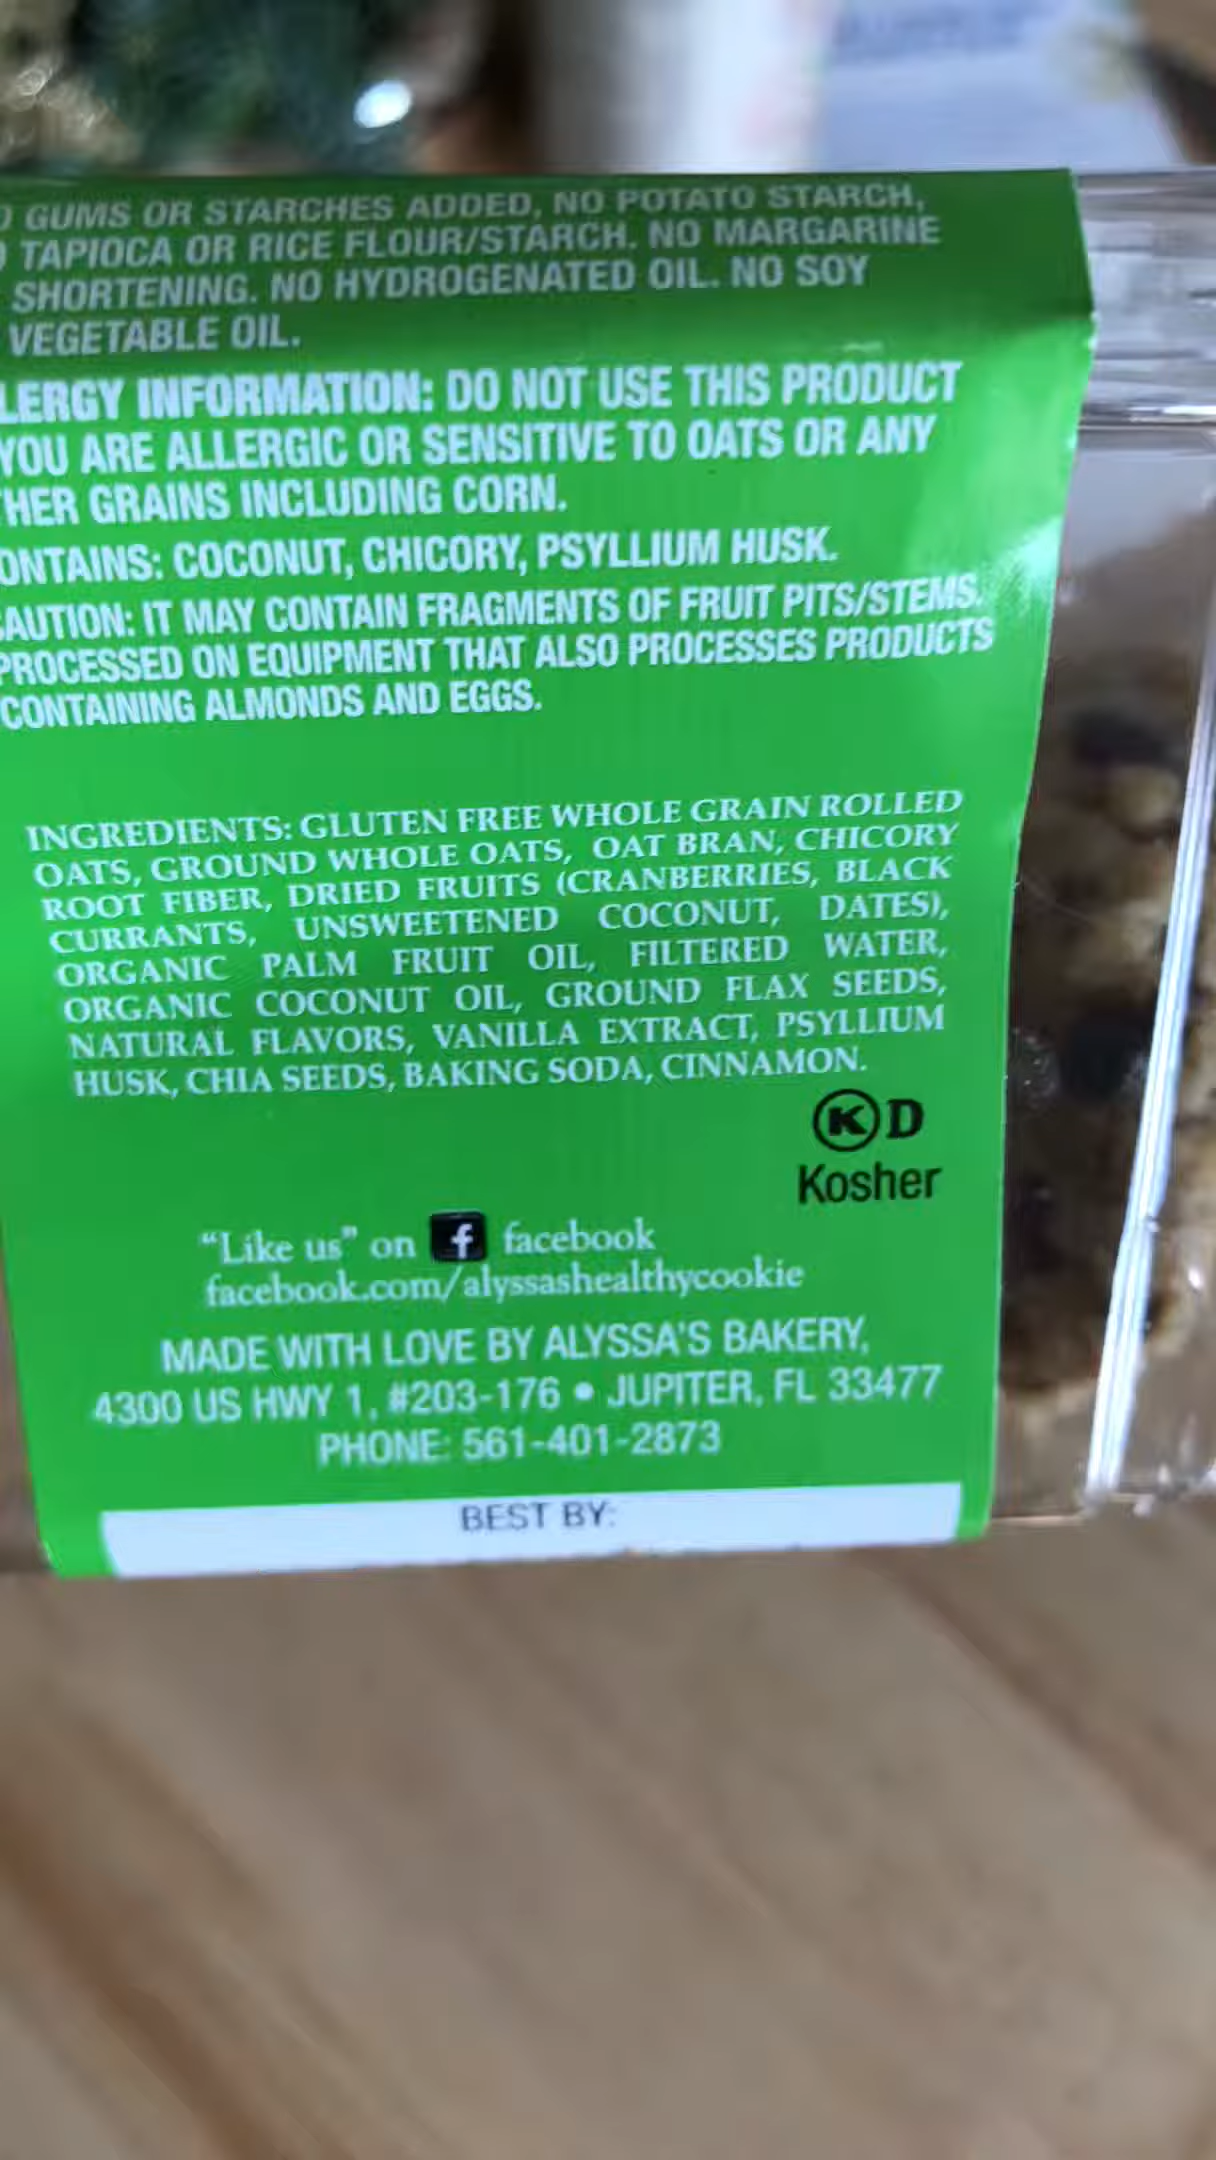 GUMS OR STARCHES ADDED, NO POTATO STARCH,
TAPIOCA OR RICE FLOUR/STARCH. NO MARGARINE
SHORTENING. NO HYDROGENATED OIL. NO SOY
VEGETABLE OIL.
LERGY INFORMATION: DO NOT USE THIS PRODUCT
YOU ARE ALLERGIC OR SENSITIVE TO OATS OR ANY
HER GRAINS INCLUDING CORN.
ONTAINS: COCONUT, CHICORY, PSYLLIUM HUSK.
CAUTION: IT MAY CONTAIN FRAGMENTS OF FRUIT PITS/STEMS.
PROCESSED ON EQUIPMENT THAT ALSO PROCESSES PRODUCTS
CONTAINING ALMONDS AND EGGS.
INGREDIENTS: GLUTEN FREE WHOLE GRAIN ROLLED
OATS, GROUND WHOLE OATS, OAT BRAN, CHICORY
ROOT FIBER, DRIED FRUITS (CRANBERRIES, BLACK
CURRANTS, UNSWEETENED COCONUT, DATES),
ORGANIC PALM FRUIT OIL, FILTERED WATER,
ORGANIC COCONUT OIL, GROUND FLAX SEEDS,
NATURAL FLAVORS, VANILLA EXTRACT, PSYLLIUM
HUSK, CHIA SEEDS, BAKING SODA, CINNAMON.
K D
Kosher
"Like us" on f facebook
facebook.com/alyssashealthycookie
MADE WITH LOVE BY ALYSSA'S BAKERY,
4300 US HWY 1, #203-176 • JUPITER, FL 33477
PHONE: 561-401-2873
BEST BY: